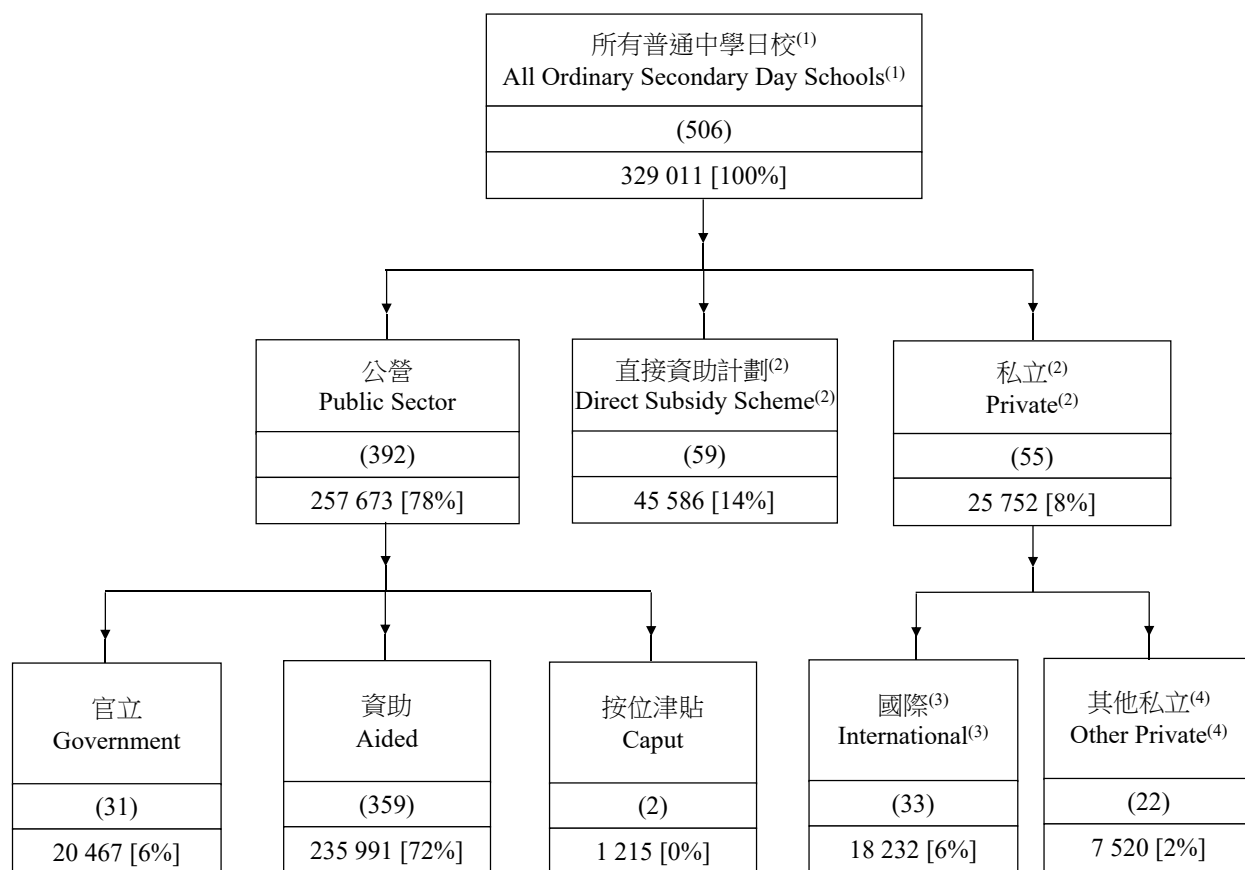 所有普通中學日校(1)
All Ordinary Secondary Day Schools(1)
(506)
329 011 [100%]
公營
Public Sector
(392)
257 673 [78%]
直接資助計劃(2)
Direct Subsidy Scheme(2)
(59)
45 586 [14%]
私立(2)
Private(2)
(55)
25 752 [8%]
官立
Government
(31)
20 467 [6%]
資助
Aided
(359)
235 991 [72%]
按位津貼
Caput
(2)
1 215 [0%]
國際(3)
International(3)
(33)
18 232 [6%]
其他私立(4)
Other Private(4)
(22)
7 520 [2%]